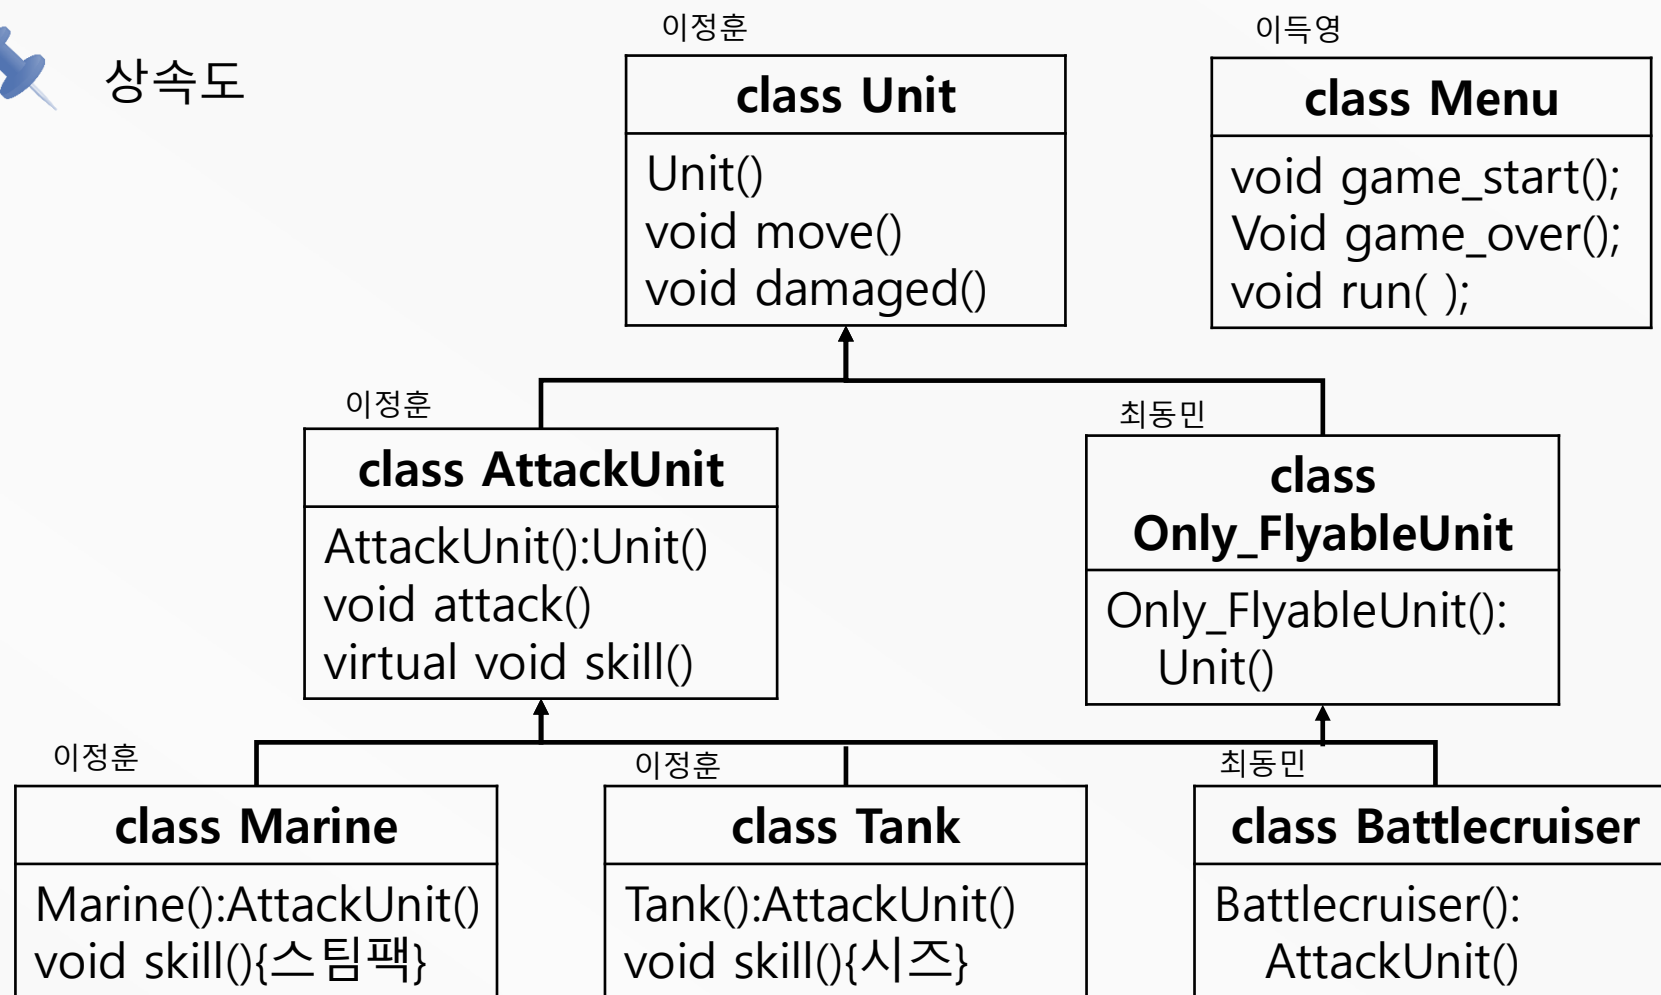 상속도
이정훈
class Unit
Unit()
void move()
void damaged()
이득영
class Menu
void game_start();
Void game_over();
void run( );
이정훈
class AttackUnit
AttackUnit():Unit()
void attack()
virtual void skill()
최동민
class
Only_FlyableUnit
Only_FlyableUnit():
Unit()
이정훈
class Marine
Marine():AttackUnit()
void skill(){스팀팩}
이정훈
class Tank
Tank():AttackUnit()
void skill(){시즈}
최동민
class Battlecruiser
Battlecruiser():
AttackUnit()